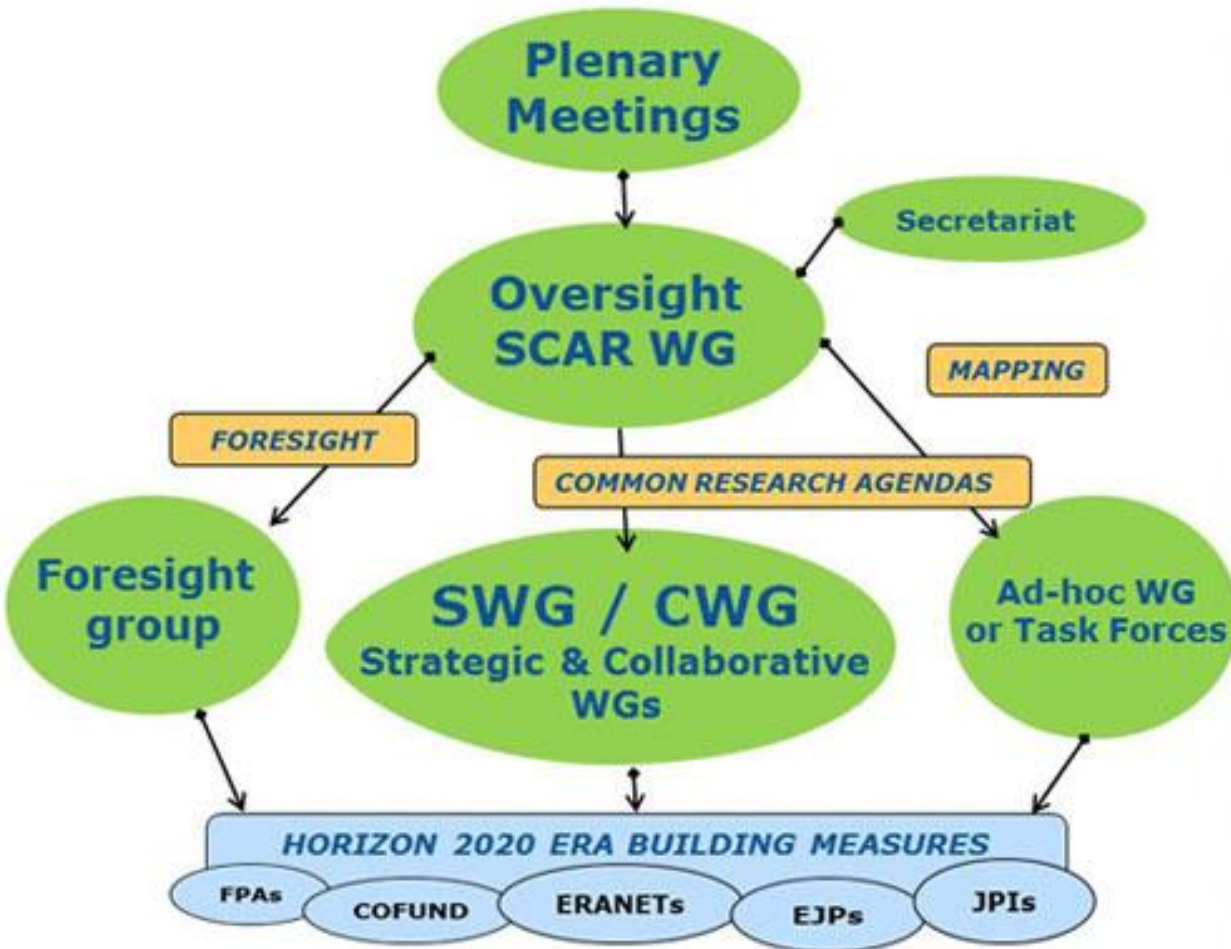 Plenary
Meetings
Secretariat
Oversight
SCAR WG
MAPPING
FORESIGHT
COMMON RESEARCH AGENDAS
Foresight
group
SWG / CWG
Strategic & Collaborative
WGs
Ad-hoc WG
or Task Forces
HORIZON 2020 ERA BUILDING MEASURES
FPAs
COFUND
ERANETs
EJPs
JPIs